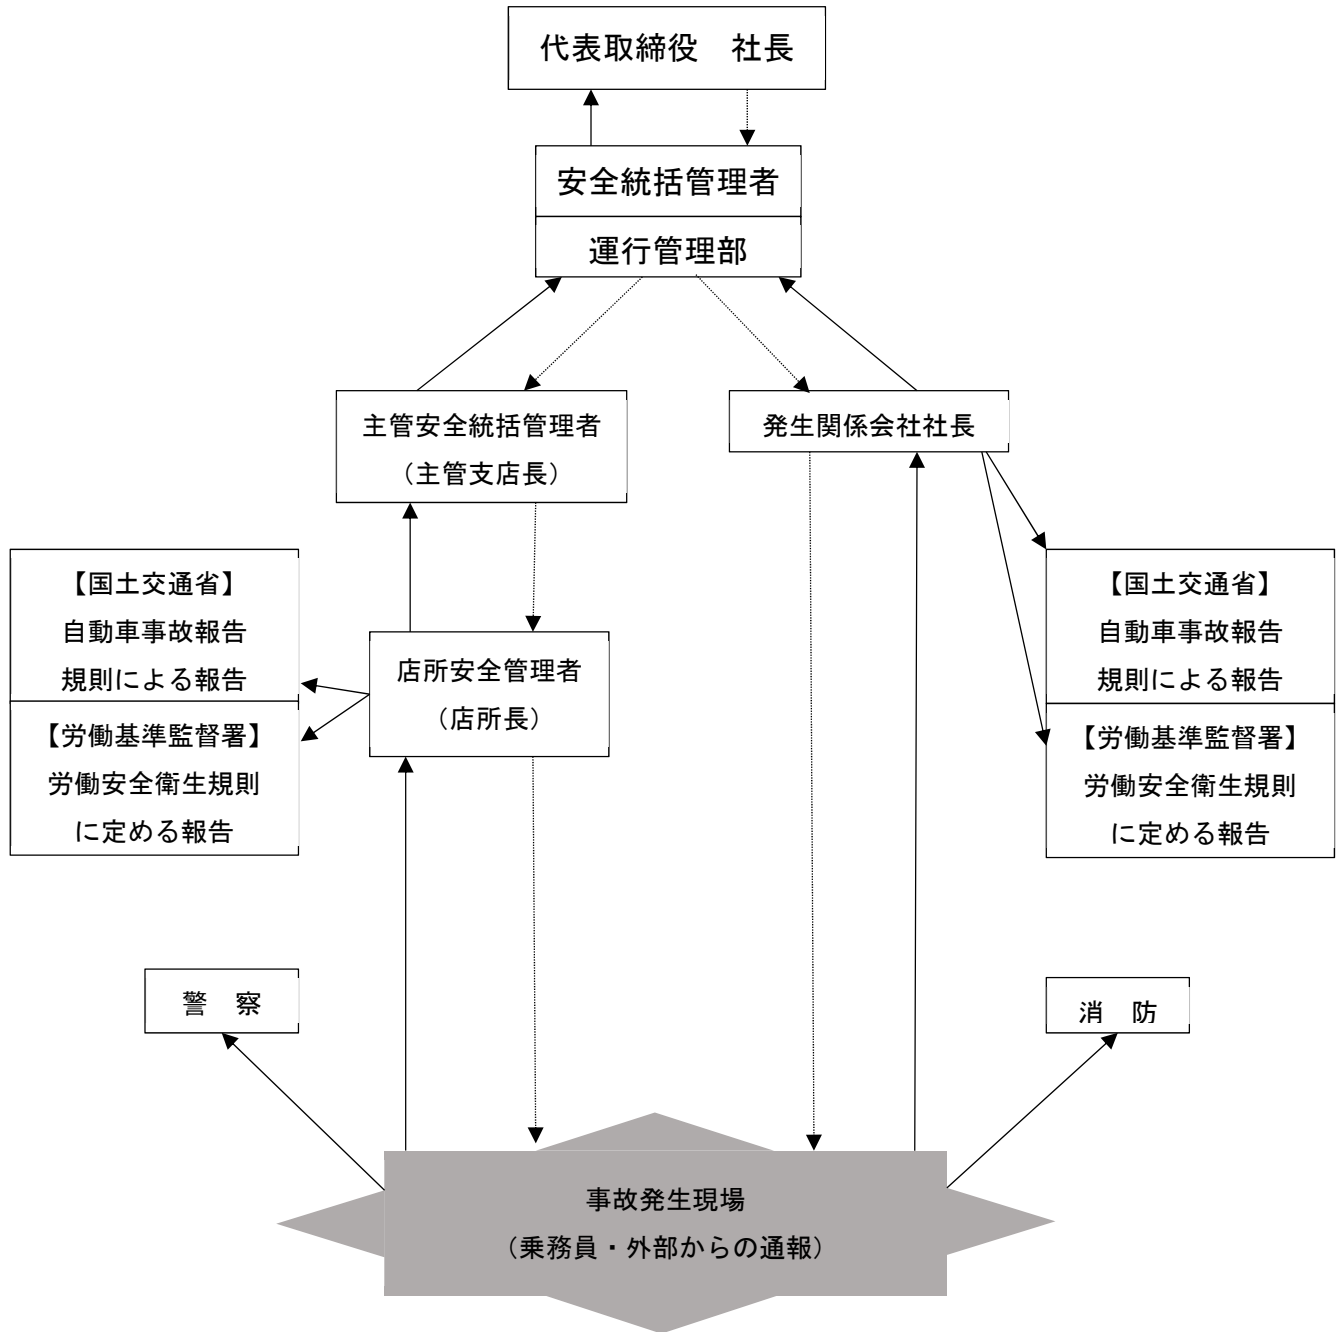 代表取締役　社長
安全統括管理者
運行管理部
主管安全統括管理者
（主管支店長）
発生関係会社社長
【国土交通省】
自動車事故報告
規則による報告
【労働基準監督署】
労働安全衛生規則
に定める報告
店所安全管理者
（店所長）
【国土交通省】
自動車事故報告
規則による報告
【労働基準監督署】
労働安全衛生規則
に定める報告
警　察
消　防
事故発生現場
（乗務員・外部からの通報）